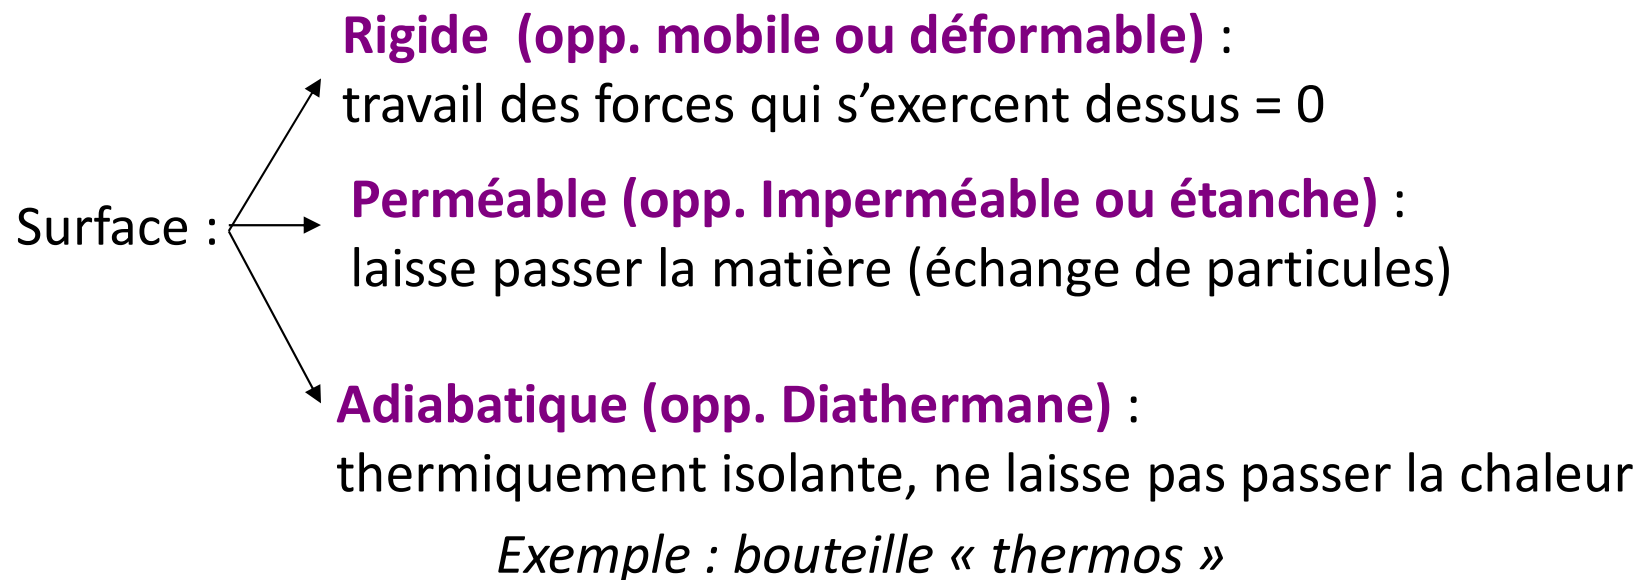 Rigide  (opp. mobile ou déformable) :
travail des forces qui s’exercent dessus = 0
Surface :
Perméable (opp. Imperméable ou étanche) :
laisse passer la matière (échange de particules)
Adiabatique (opp. Diathermane) :
thermiquement isolante, ne laisse pas passer la chaleur
Exemple : bouteille « thermos »